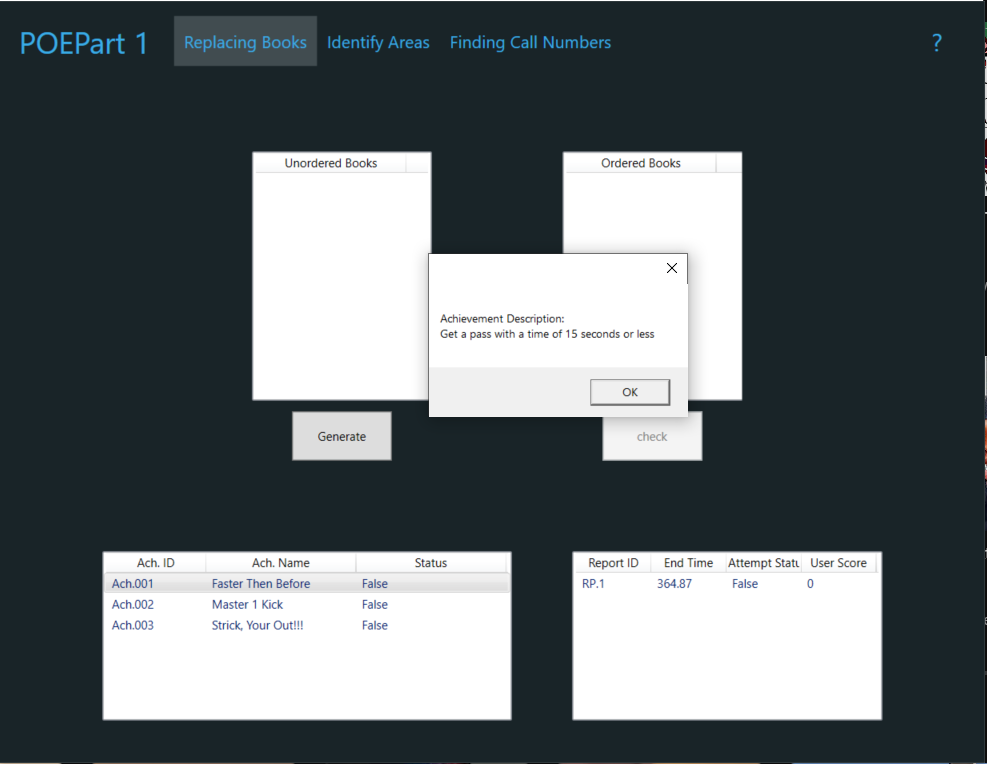 POEPart 1 Replacing Books Identify Areas Finding Call Numbers ?
Unordered Books
Ordered Books
Achievement Description:
Get a pass with a time of 15 seconds or less
OK
Generate
check
Ach. ID Ach. Name Status
Ach.001 Faster Then Before False
Ach.002 Master 1 Kick False
Ach.003 Strick, Your Out!!! False
Report ID End Time Attempt Statu User Score
RP.1 364.87 False 0